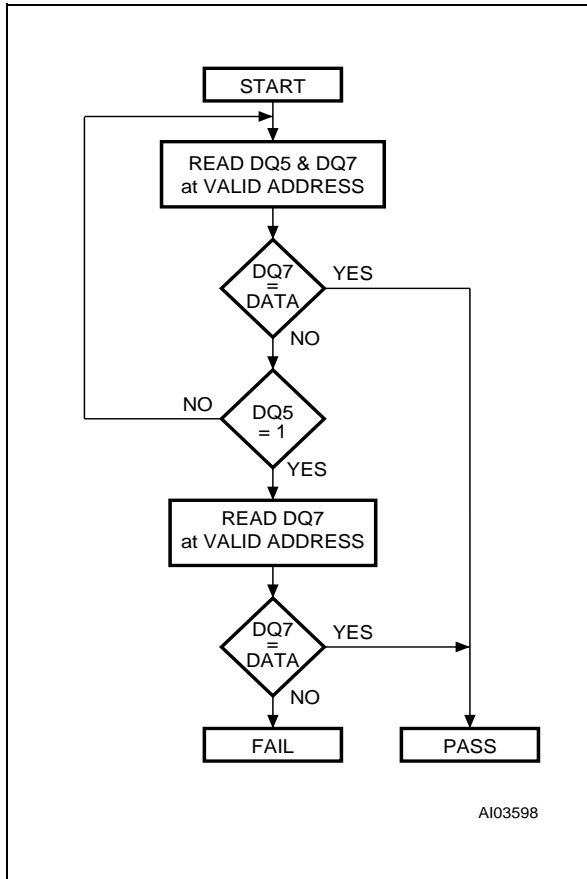 START
READ DQ5 & DQ7
at VALID ADDRESS
DQ7
=
DATA
YES
NO
DQ5
= 1
NO
YES
READ DQ7
at VALID ADDRESS
DQ7
=
DATA
YES
NO
FAIL
PASS
AI03598